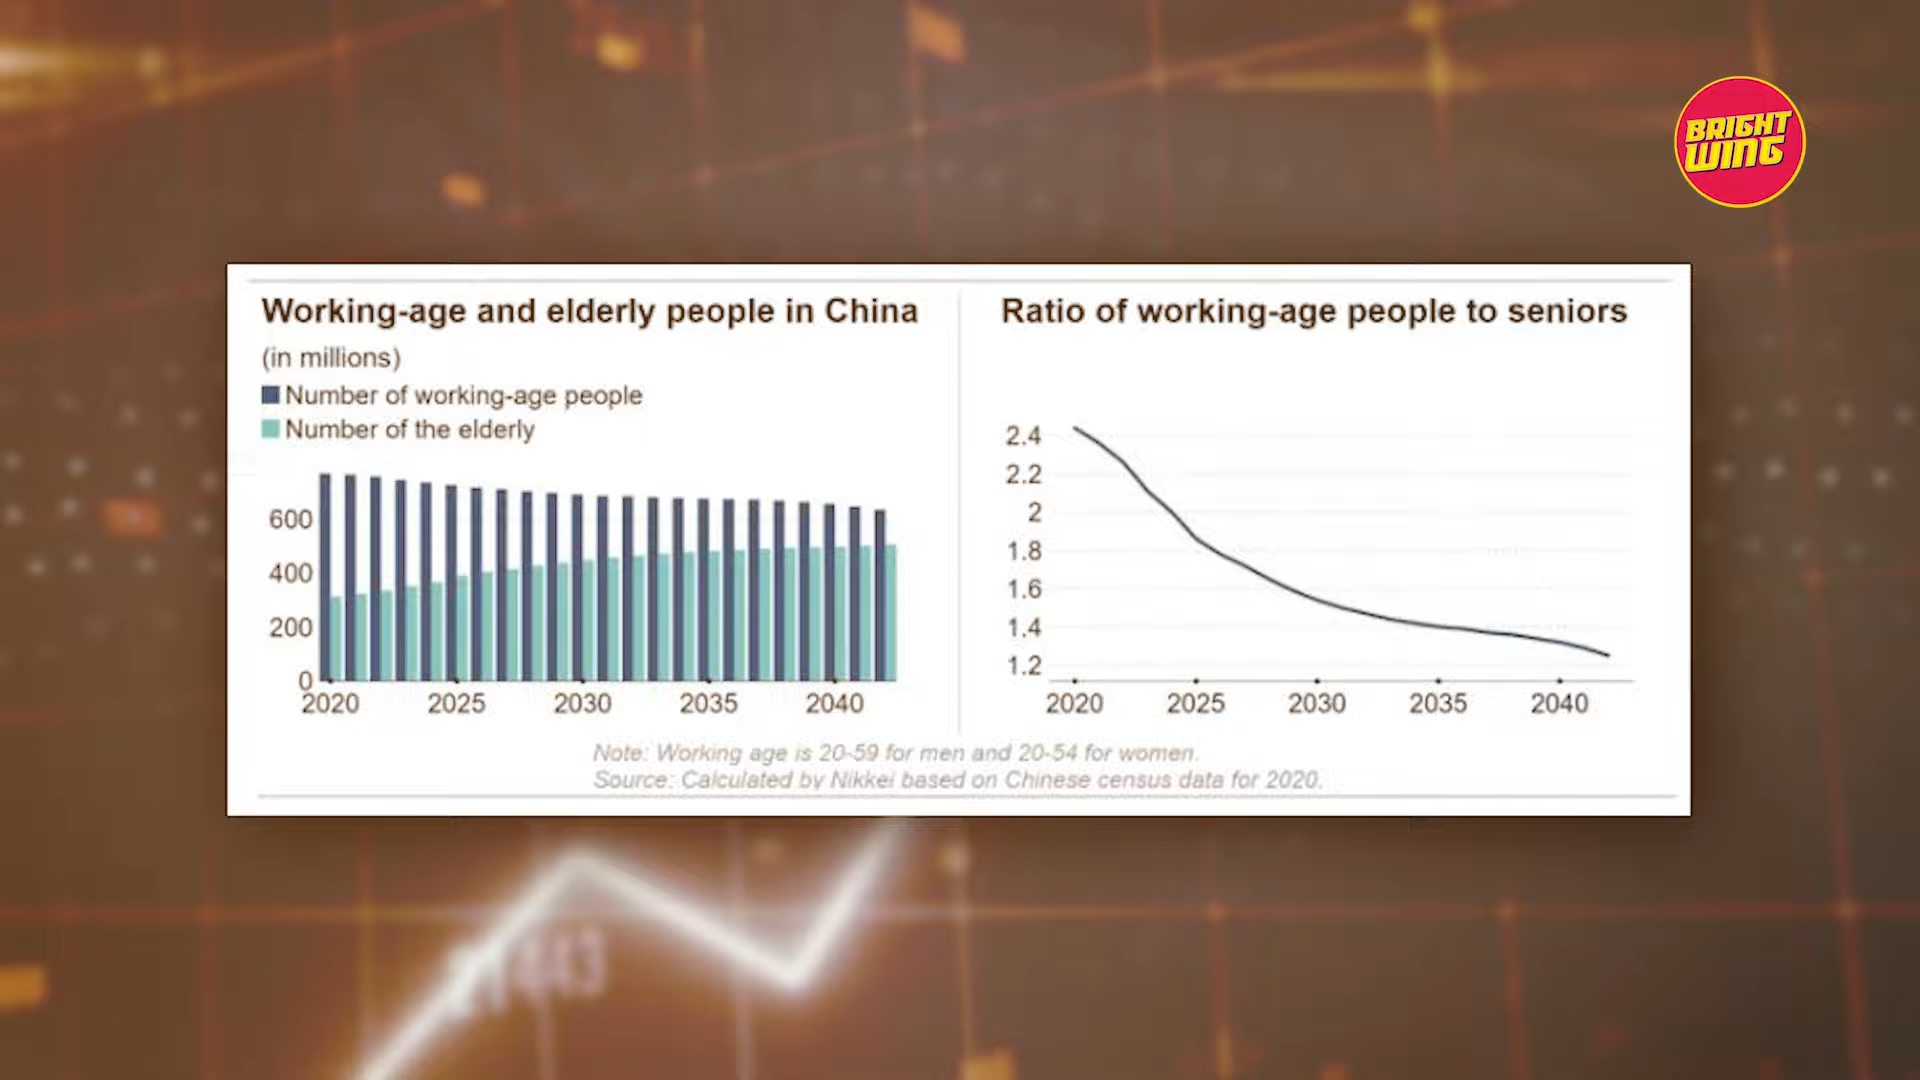 BRIGHT
WING
Working-age and elderly people in China
(in millions)
Number of working-age people
Number of the elderly
600
400
200
0
2020 2025 2030 2035 2040
Ratio of working-age people to seniors
2.4
2.2
2
1.8
1.6
1.4
1.2
2020 2025 2030 2035 2040
Note: Working age is 20-59 for men and 20-54 for women.
Source: Calculated by Nikkei based on Chinese census data for 2020.